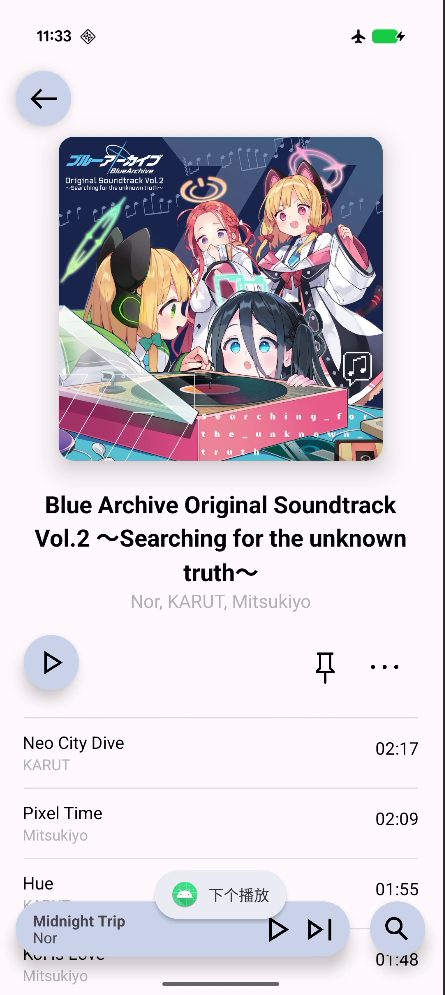 11:33
ブルーアーカイブ
BlueArchive
Original Soundtrack Vol.2
~Searching for the unknown truth~
searching_for
the_unknown_
truth
Blue Archive Original Soundtrack
Vol.2 ～Searching for the unknown
truth～
Nor, KARUT, Mitsukiyo
Neo City Dive
02:17
KARUT
Pixel Time
02:09
Mitsukiyo
Hue
01:55
下个播放
Midnight Trip
Nor
Love
01:48
Mitsukiyo